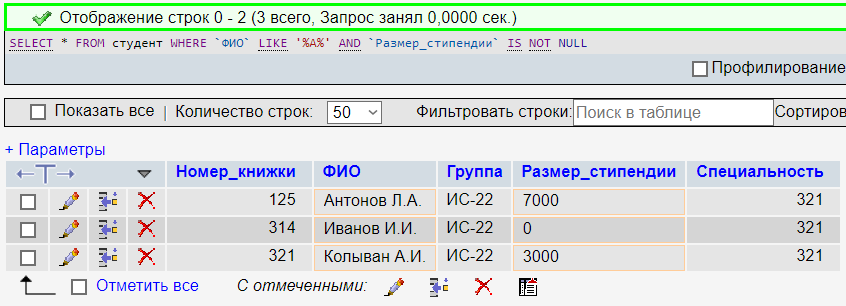 Отображение строк 0 - 2 (3 всего, Запрос занял 0,0000 сек.)
SELECT * FROM студент WHERE `ФИО` LIKE '%А%' AND `Размер_стипендии` IS NOT NULL
Профилирование
Показать все | Количество строк: 50 Фильтровать строки: Поиск в таблице Сортиров
+ Параметры
←T→ Номер_книжки ФИО Группа Размер_стипендии Специальность
125 Антонов Л.А. ИС-22 7000 321
314 Иванов И.И. ИС-22 0 321
321 Колыван А.И. ИС-22 3000 321
Отметить все С отмеченными: